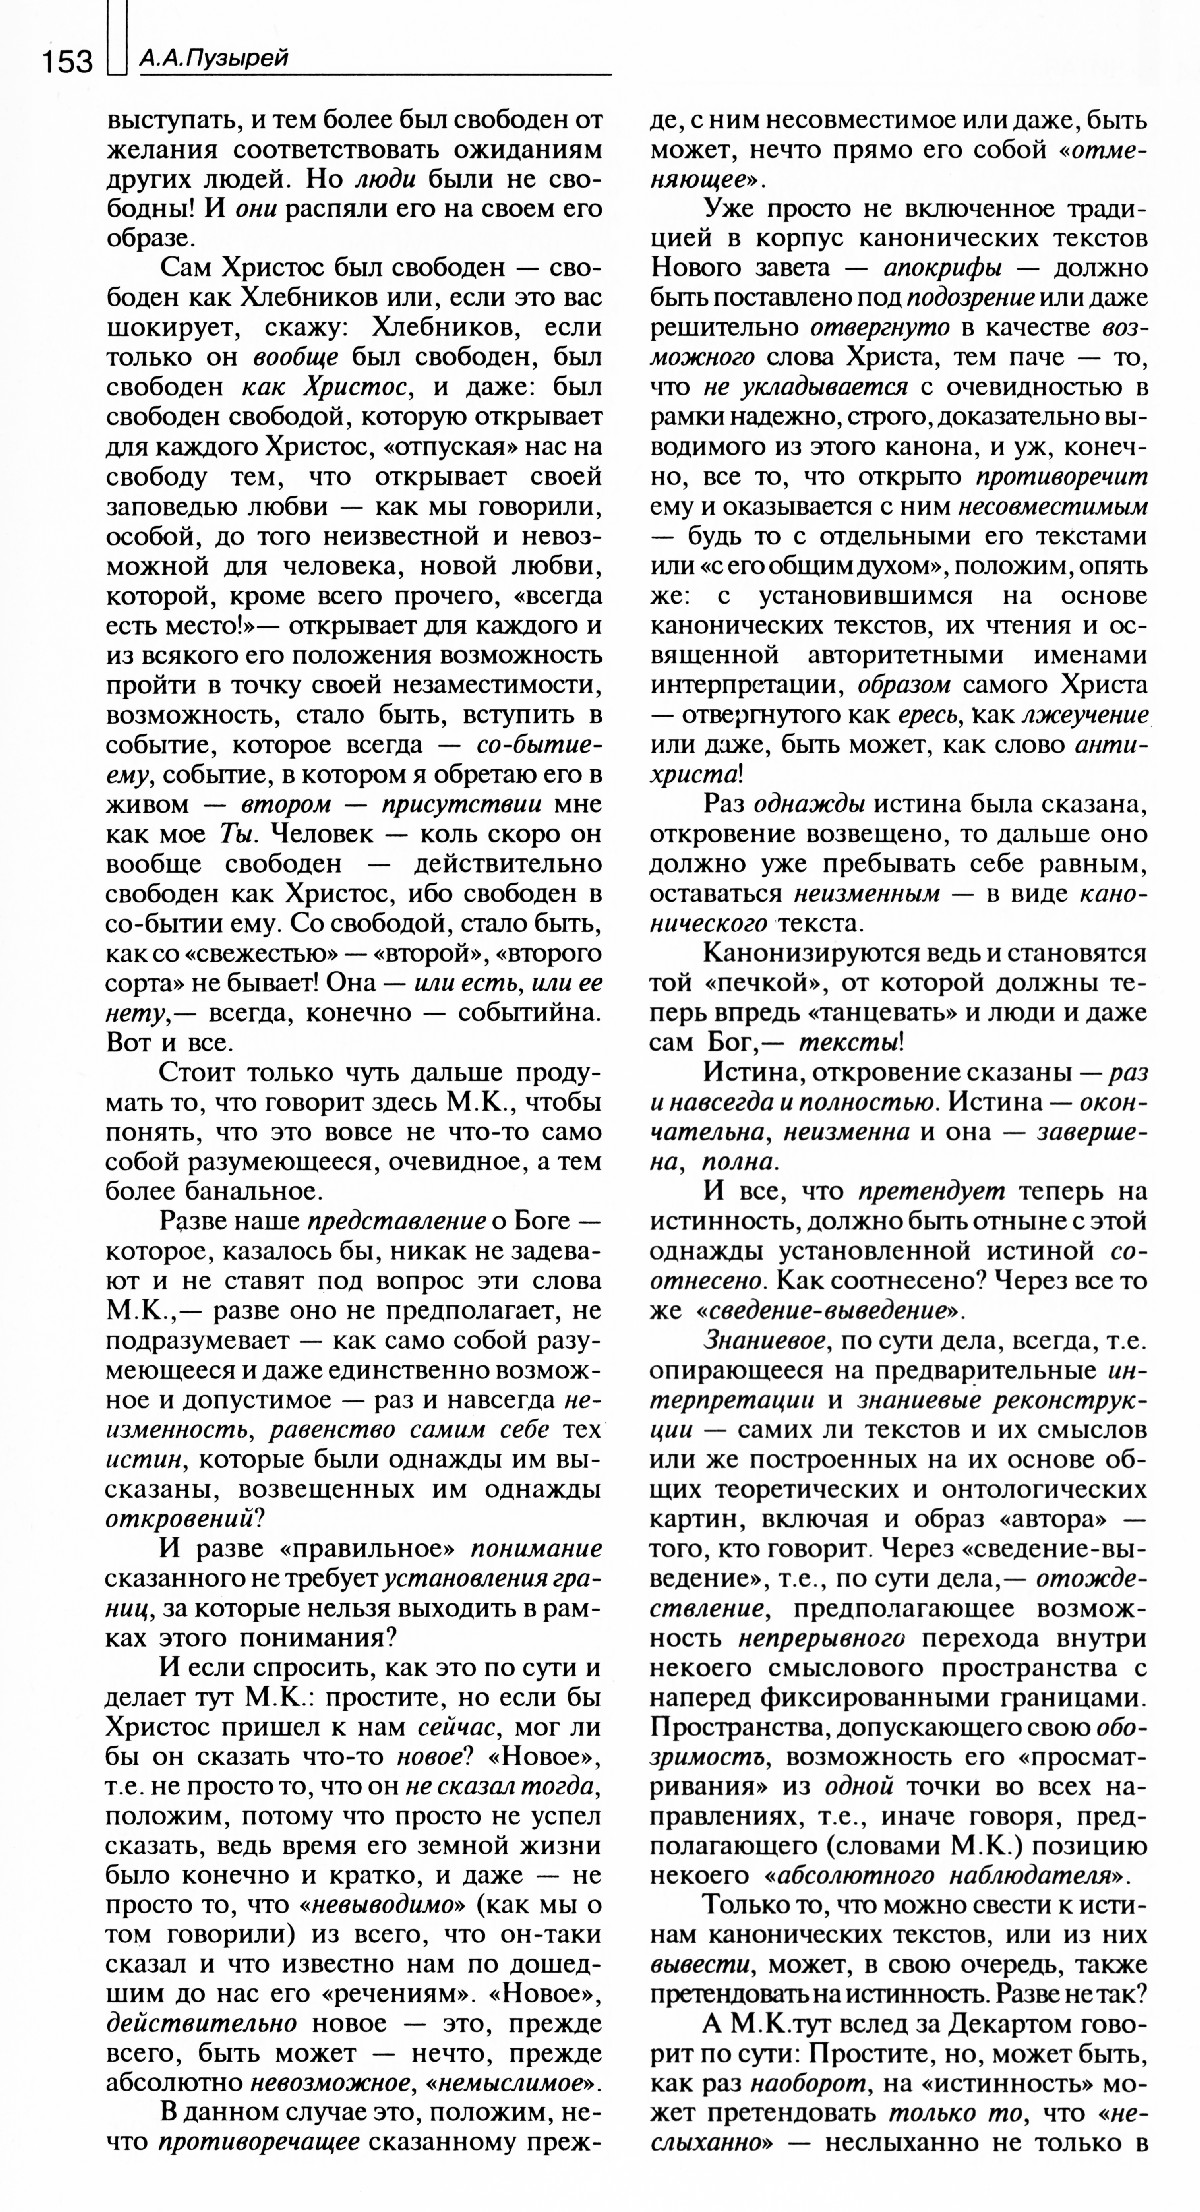 153
А.А.Пузырей
выступать, и тем более был свободен от
желания соответствовать ожиданиям
других людей. Но люди были не сво-
бодны! И они распяли его на своем его
образе.
Сам Христос был свободен — сво-
боден как Хлебников или, если это вас
шокирует, скажу: Хлебников, если
только он вообще был свободен, был
свободен как Христос, и даже: был
свободен свободой, которую открывает
для каждого Христос, «отпуская» нас на
свободу тем, что открывает своей
заповедью любви — как мы говорили,
особой, до того неизвестной и невоз-
можной для человека, новой любви,
которой, кроме всего прочего, «всегда
есть место!»— открывает для каждого и
из всякого его положения возможность
пройти в точку своей незаместимости,
возможность, стало быть, вступить в
событие, которое всегда — со-бытие-
ему, событие, в котором я обретаю его в
живом — втором — присутствии мне
как мое Ты. Человек — коль скоро он
вообще свободен — действительно
свободен как Христос, ибо свободен в
со-бытии ему. Со свободой, стало быть,
как со «свежестью» — «второй», «второго
сорта» не бывает! Она — или есть, или ее
нету,— всегда, конечно — событийна.
Вот и все.
Стоит только чуть дальше проду-
мать то, что говорит здесь М.К., чтобы
понять, что это вовсе не что-то само
собой разумеющееся, очевидное, а тем
более банальное.
Разве наше представление о Боге —
которое, казалось бы, никак не задева-
ют и не ставят под вопрос эти слова
М.К.,— разве оно не предполагает, не
подразумевает — как само собой разу-
меющееся и даже единственно возмож-
ное и допустимое — раз и навсегда не-
изменность, равенство самим себе тех
истин, которые были однажды им вы-
сказаны, возвещенных им однажды
откровений?
И разве «правильное» понимание
сказанного не требует установления гра-
ниц, за которые нельзя выходить в рам-
ках этого понимания?
И если спросить, как это по сути и
делает тут М.К.: простите, но если бы
Христос пришел к нам сейчас, мог ли
бы он сказать что-то новое? «Новое»,
т.е. не просто то, что он не сказал тогда,
положим, потому что просто не успел
сказать, ведь время его земной жизни
было конечно и кратко, и даже — не
просто то, что «невыводимо» (как мы о
том говорили) из всего, что он-таки
сказал и что известно нам по дошед-
шим до нас его «речениям». «Новое»,
действительно новое — это, прежде
всего, быть может — нечто, прежде
абсолютно невозможное, «немыслимое».
В данном случае это, положим, не-
что противоречащее сказанному преж-
де, с ним несовместимое или даже, быть
может, нечто прямо его собой «отме-
няющее».
Уже просто не включенное тради-
цией в корпус канонических текстов
Нового завета — апокрифы — должно
быть поставлено под подозрение или даже
решительно отвергнуто в качестве воз-
можного слова Христа, тем паче — то,
что не укладывается с очевидностью в
рамки надежно, строго, доказательно вы-
водимого из этого канона, и уж, конеч-
но, все то, что открыто противоречит
ему и оказывается с ним несовместимым
— будь то с отдельными его текстами
или «с его общим духом», положим, опять
же: с установившимся на основе
канонических текстов, их чтения и ос-
вященной авторитетными именами
интерпретации, образом самого Христа
— отвергнутого как ересь, как лжеучение
или даже, быть может, как слово анти-
христа!
Раз однажды истина была сказана,
откровение возвещено, то дальше оно
должно уже пребывать себе равным,
оставаться неизменным — в виде кано-
нического текста.
Канонизируются ведь и становятся
той «печкой», от которой должны те-
перь впредь «танцевать» и люди и даже
сам Бог,— тексты!
Истина, откровение сказаны — раз
и навсегда и полностью. Истина — окон-
чательна, неизменна и она — заверше-
на, полна.
И все, что претендует теперь на
истинность, должно быть отныне с этой
однажды установленной истиной со-
отнесено. Как соотнесено? Через все то
же «сведение-выведение».
Знаниевое, по сути дела, всегда, т.е.
опирающееся на предварительные ин-
терпретации и знаниевые реконструк-
ции — самих ли текстов и их смыслов
или же построенных на их основе об-
щих теоретических и онтологических
картин, включая и образ «автора» —
того, кто говорит. Через «сведение-вы-
ведение», т.е., по сути дела,— отожде-
ствление, предполагающее возмож-
ность непрерывного перехода внутри
некоего смыслового пространства с
наперед фиксированными границами.
Пространства, допускающего свою обо-
зримость, возможность его «просмат-
ривания» из одной точки во всех на-
правлениях, т.е., иначе говоря, пред-
полагающего (словами М.К.) позицию
некоего «абсолютного наблюдателя».
Только то, что можно свести к исти-
нам канонических текстов, или из них
вывести, может, в свою очередь, также
претендовать на истинность. Разве не так?
А М.К.тут вслед за Декартом гово-
рит по сути: Простите, но, может быть,
как раз наоборот, на «истинность» мо-
жет претендовать только то, что «не-
слыханно» — неслыханно не только в